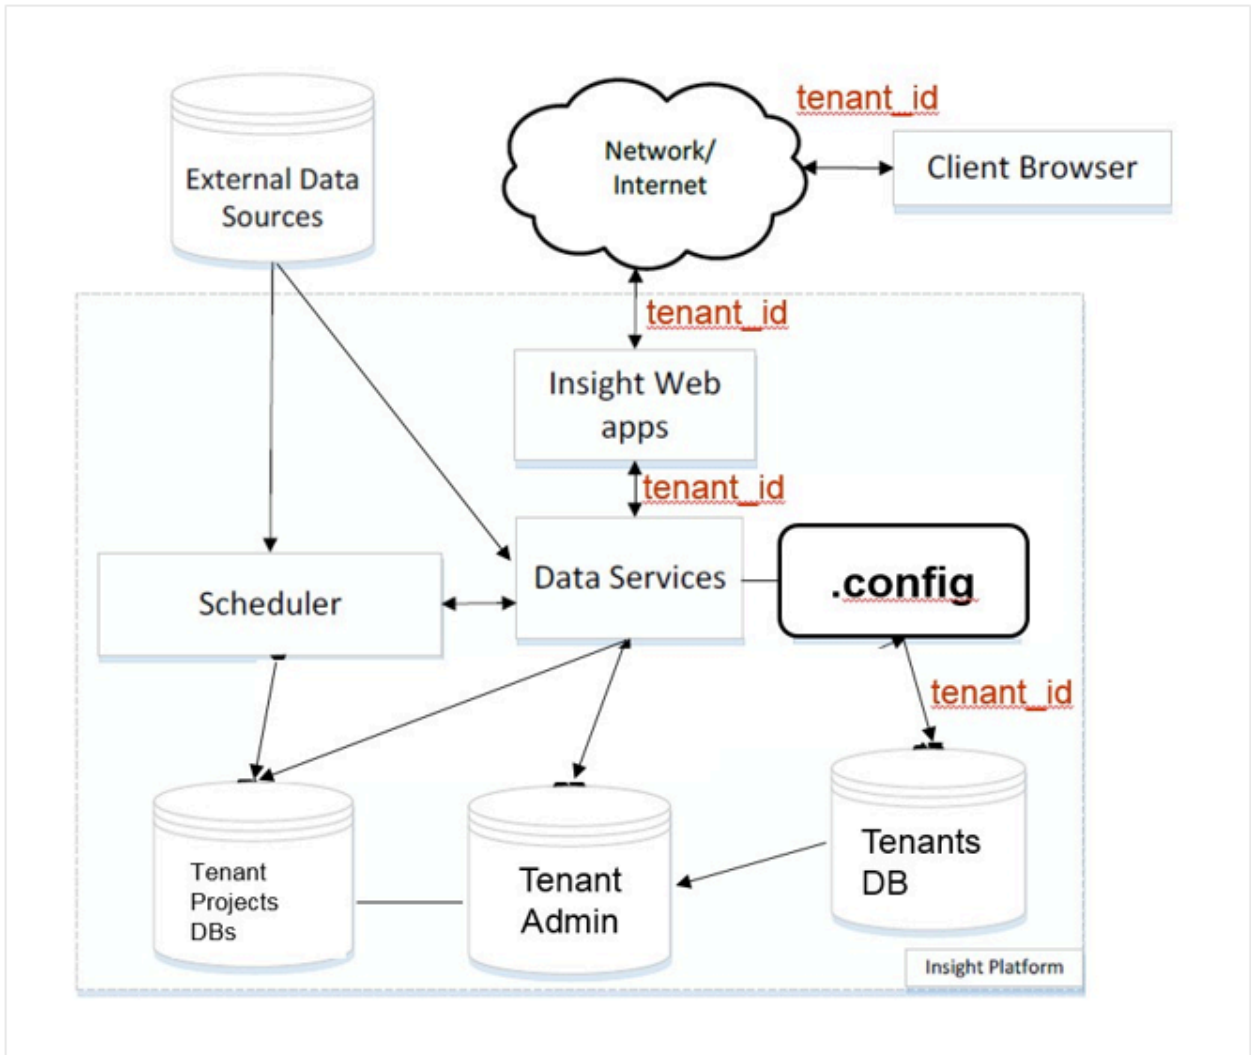 tenant_id
Network/
Internet
Client Browser
External Data
Sources
tenant_id
Insight Web
apps
tenant_id
Data Services
.config
Scheduler
tenant_id
Tenants
DB
Tenant
Projects
DBs
Tenant
Admin
Insight Platform